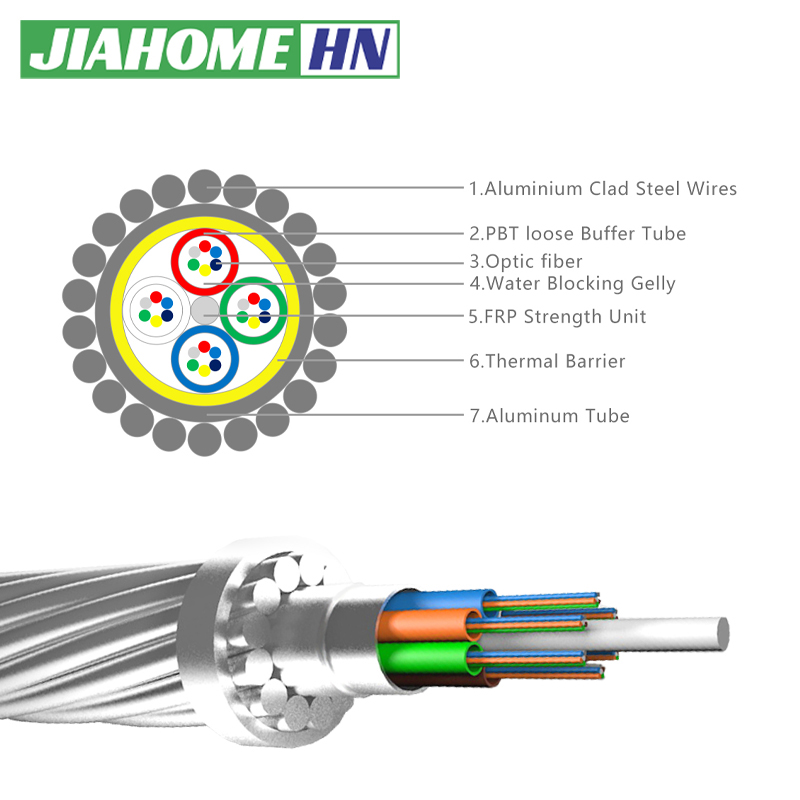 JIAHOME HN
1.Aluminium Clad Steel Wires
2.PBT loose Buffer Tube
3.Optic fiber
4.Water Blocking Gelly
5.FRP Strength Unit
6.Thermal Barrier
7.Aluminum Tube